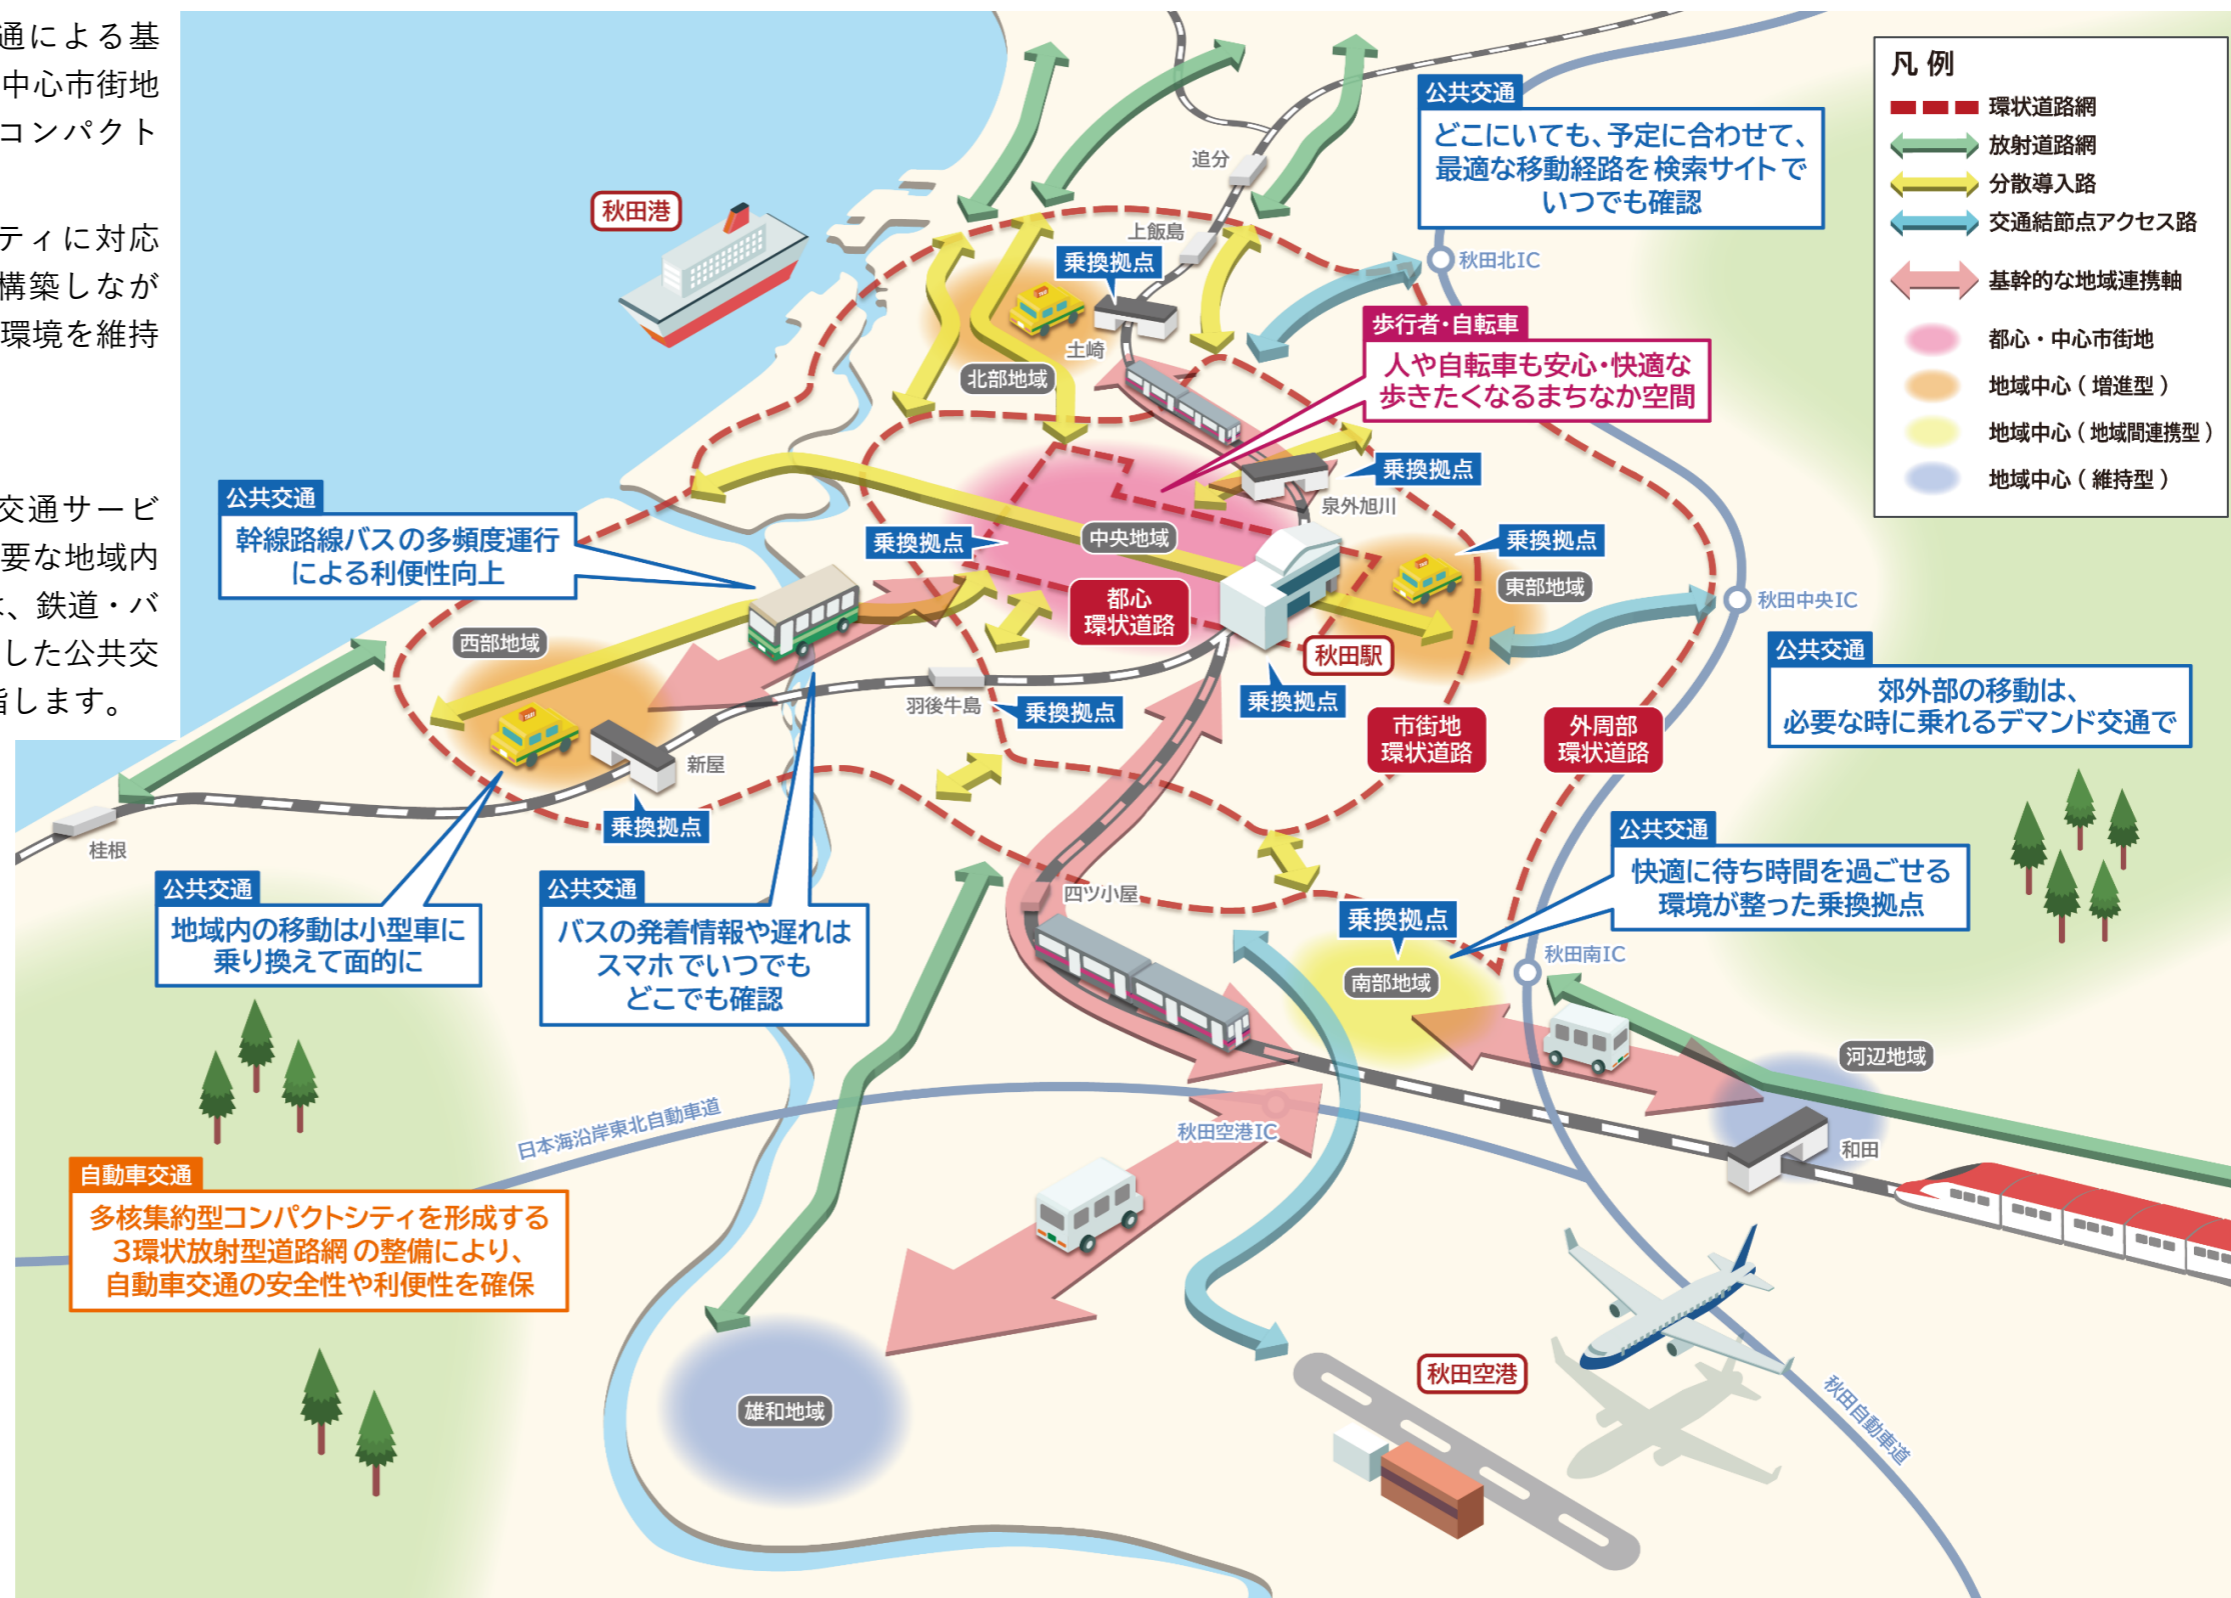 通による基
中心市街地
コンパクト
ティに対応
構築しなが
環境を維持
交通サービ
要な地域内
、鉄道・バ
した公共交
指します。
凡 例
環状道路網
放射道路網
分散導入路
交通結節点アクセス路
基幹的な地域連携軸
都心・中心市街地
地域中心（増進型）
地域中心（地域間連携型）
地域中心（維持型）
公共交通
どこにいても、予定に合わせて、
最適な移動経路を検索サイトで
いつでも確認
追分
秋田港
上飯島
乗換拠点
秋田北IC
土崎
北部地域
歩行者・自転車
人や自転車も安心・快適な
歩きたくなるまちなか空間
乗換拠点
泉外旭川
公共交通
幹線路線バスの多頻度運行
による利便性向上
乗換拠点
中央地域
乗換拠点
東部地域
都心
環状道路
秋田中央IC
西部地域
秋田駅
公共交通
郊外部の移動は、
必要な時に乗れるデマンド交通で
羽後牛島
乗換拠点
乗換拠点
市街地
環状道路
外周部
環状道路
新屋
乗換拠点
桂根
公共交通
快適に待ち時間を過ごせる
環境が整った乗換拠点
公共交通
地域内の移動は小型車に
乗り換えて面的に
公共交通
バスの発着情報や遅れは
スマホでいつでも
どこでも確認
四ツ小屋
乗換拠点
秋田南IC
南部地域
河辺地域
日本海沿岸東北自動車道
秋田空港IC
和田
自動車交通
多核集約型コンパクトシティを形成する
3環状放射型道路網の整備により、
自動車交通の安全性や利便性を確保
秋田空港
雄和地域
秋田自動車道